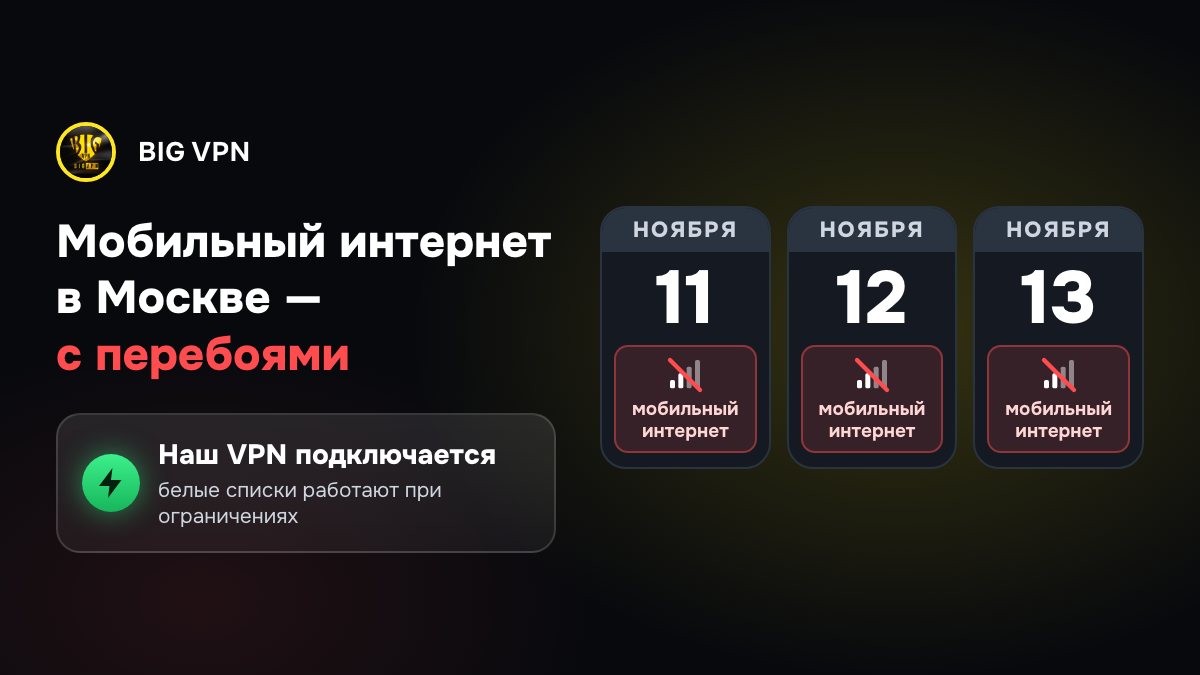 BIG VPN
Мобильный интернет
в Москве —
с перебоями
Наш VPN подключается
белые списки работают при
ограничениях
НОЯБРЯ
11
мобильный
интернет
НОЯБРЯ
12
мобильный
интернет
НОЯБРЯ
13
мобильный
интернет